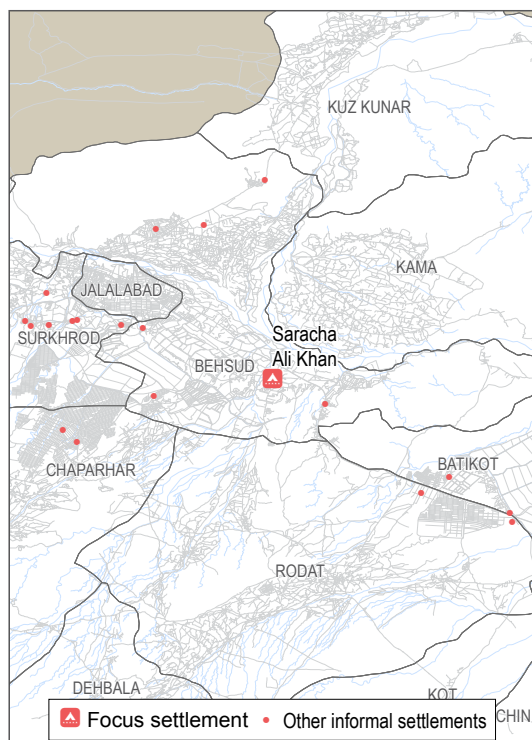 KUZ KUNAR
KAMA
JALALABAD
Saracha
Ali Khan
SURKHROD
BEHSUD
BATIKOT
CHAPARHAR
RODAT
DEHBALA
KOT
CHIN
Focus settlement
Other informal settlements